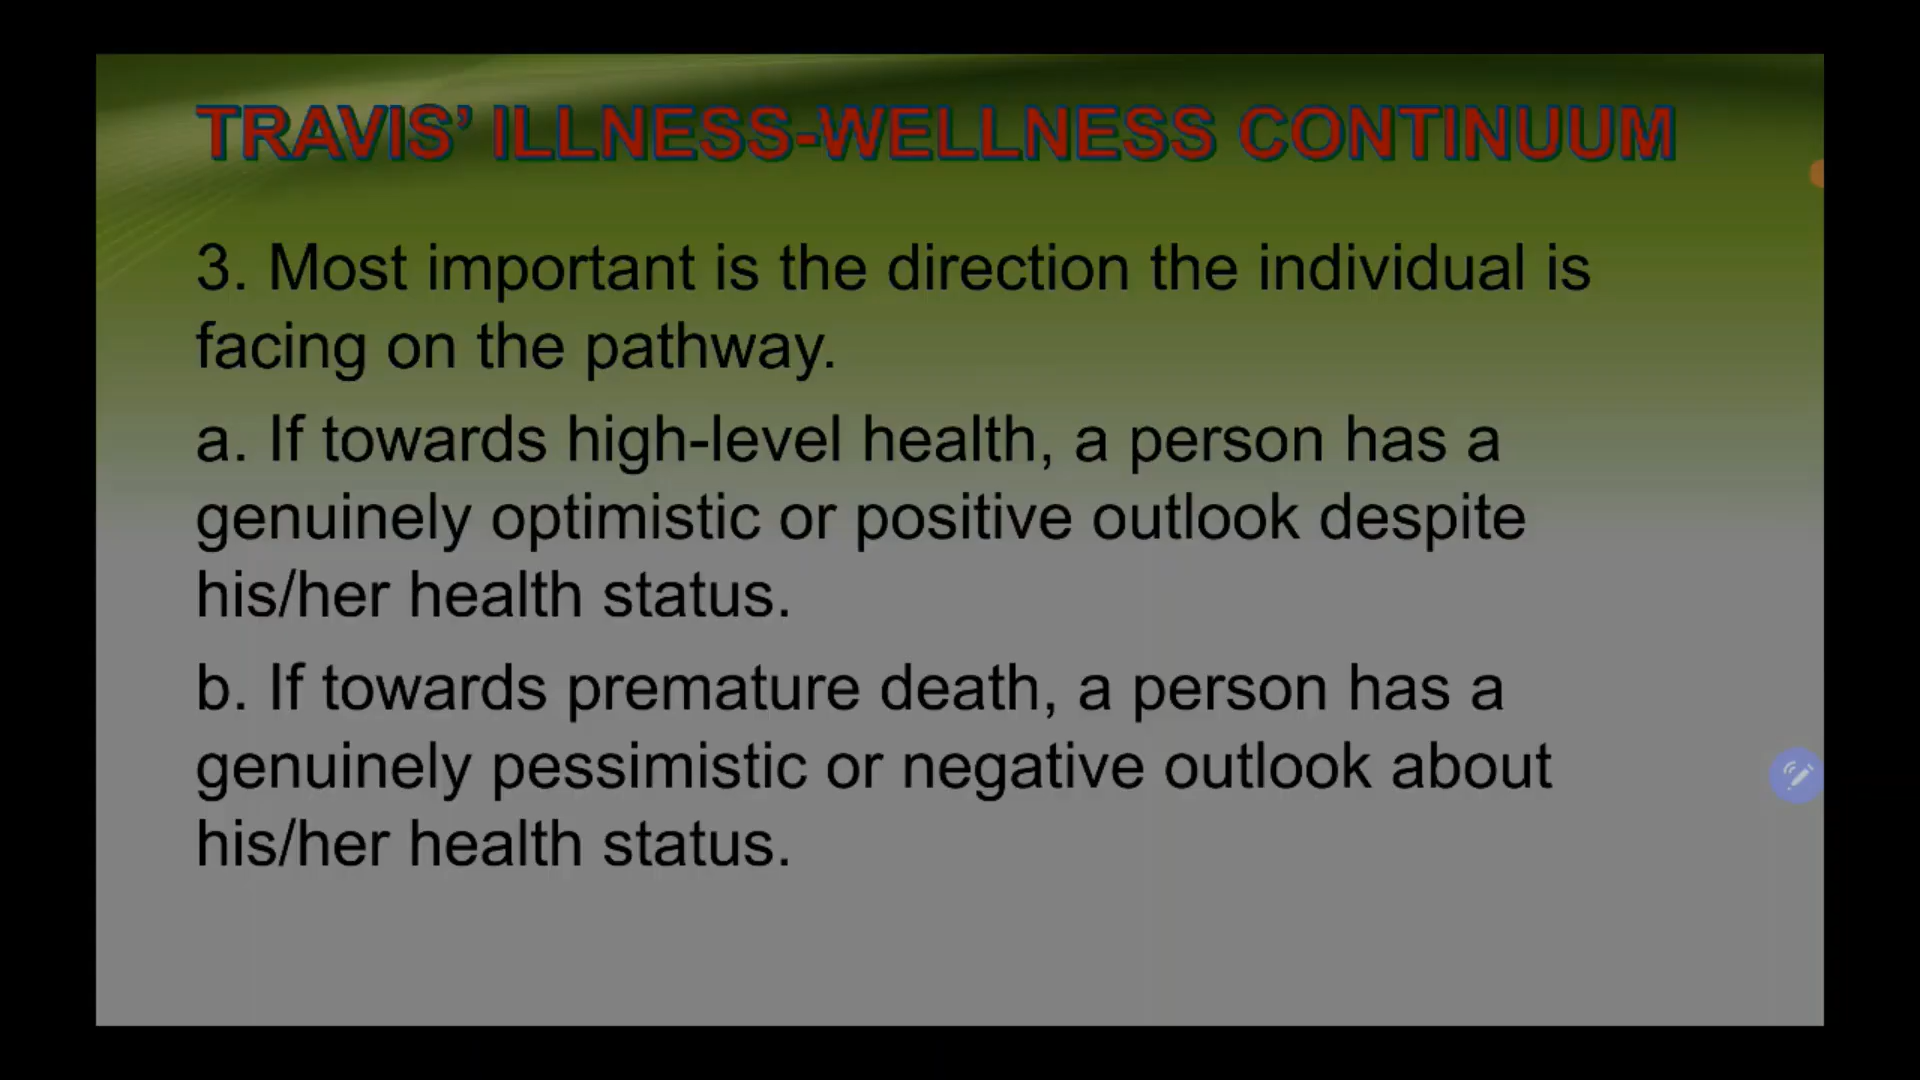 TRAVIS’ ILLNESS-WELLNESS CONTINUUM
3. Most important is the direction the individual is
facing on the pathway.
a. If towards high-level health, a person has a
genuinely optimistic or positive outlook despite
his/her health status.
b. If towards premature death, a person has a
genuinely pessimistic or negative outlook about
his/her health status.